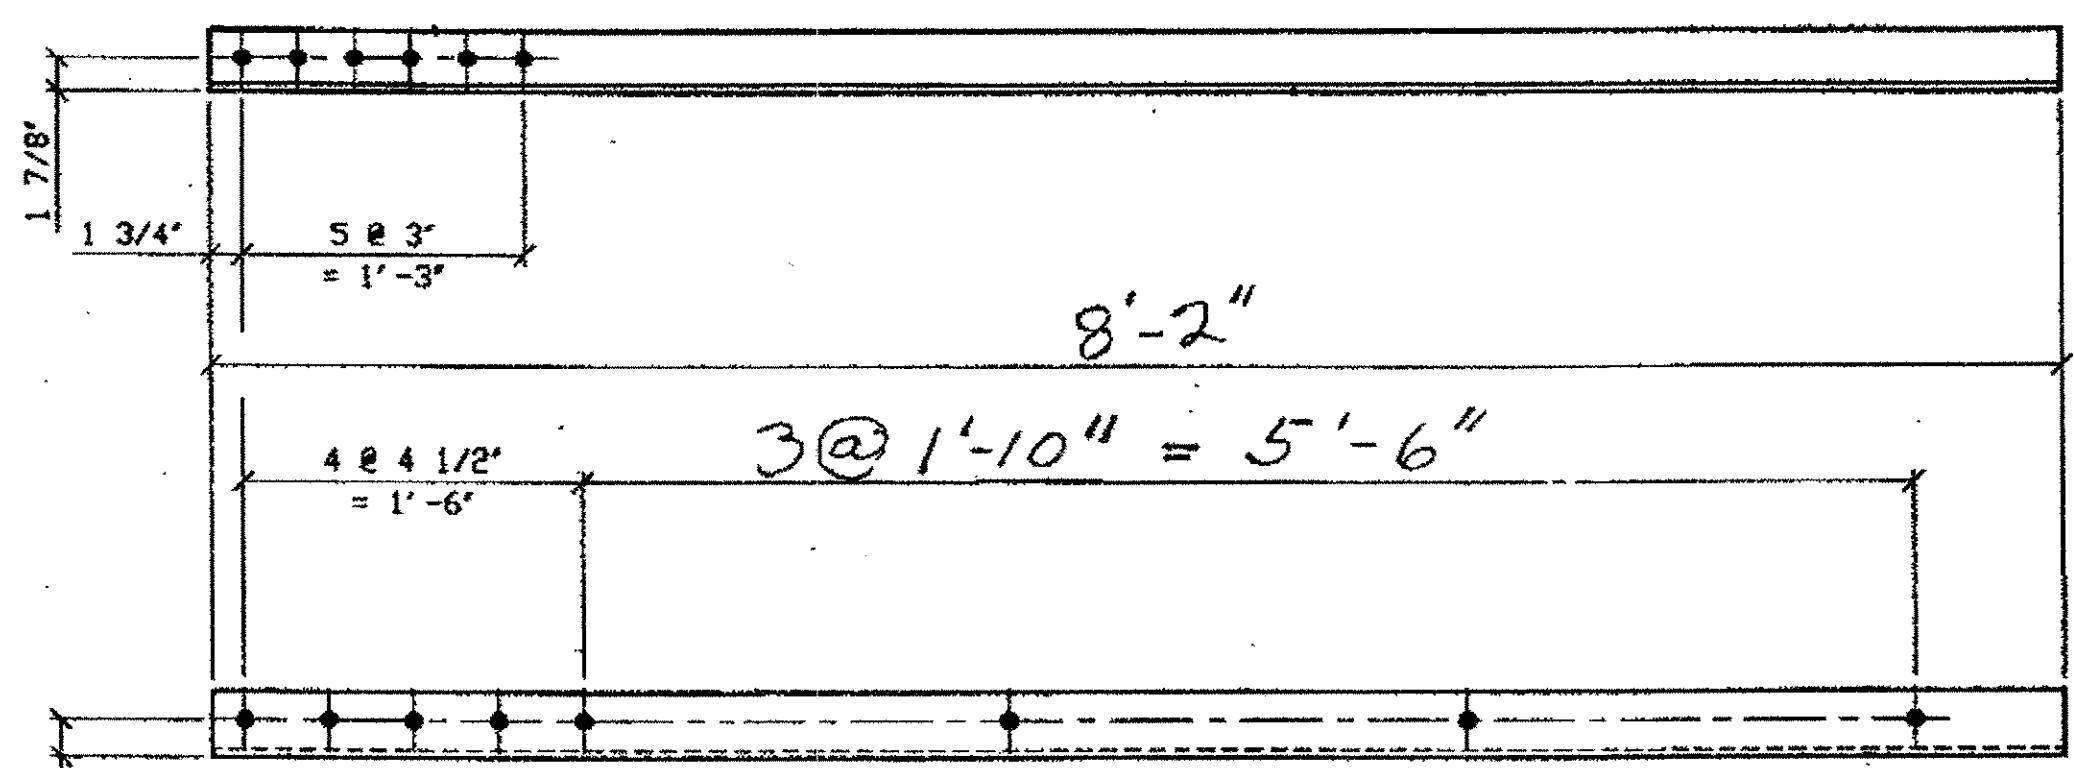 1 7/8"
1 3/4"
5 @ 3"
= 1'-3"
8'-2"
4 @ 4 1/2"
= 1'-6"
3 @ 1'-10" = 5'-6"